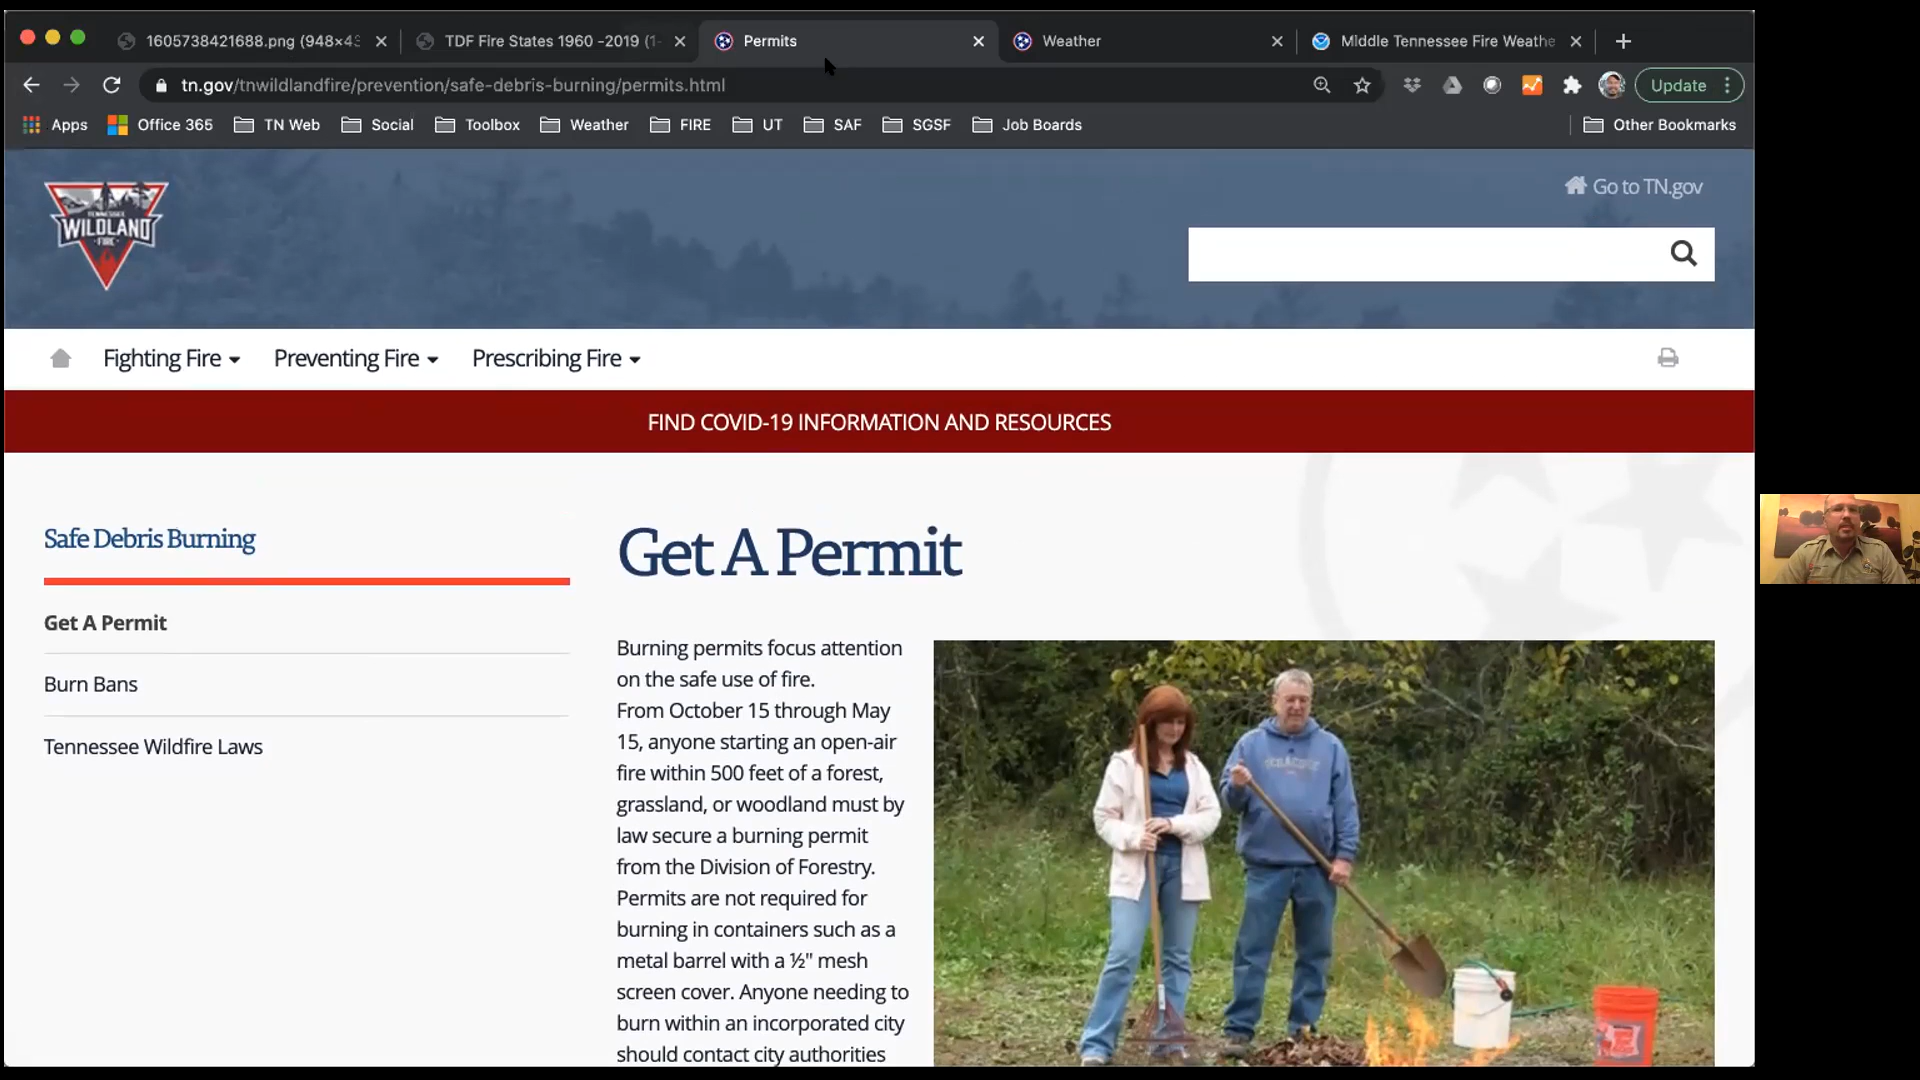 1605738421688.png (948×43
TDF Fire States 1960 -2019 (1-
Permits
Weather
Middle Tennessee Fire Weathe
tn.gov/tnwildlandfire/prevention/safe-debris-burning/permits.html
Update
Apps
Office 365
TN Web
Social
Toolbox
Weather
FIRE
UT
SAF
SGSF
Job Boards
Other Bookmarks
TENNESSEE
WILDLAND
FIRE
Go to TN.gov
Fighting Fire
Preventing Fire
Prescribing Fire
FIND COVID-19 INFORMATION AND RESOURCES
Safe Debris Burning
Get A Permit
Burn Bans
Tennessee Wildfire Laws
Get A Permit
Burning permits focus attention
on the safe use of fire.
From October 15 through May
15, anyone starting an open-air
fire within 500 feet of a forest,
grassland, or woodland must by
law secure a burning permit
from the Division of Forestry.
Permits are not required for
burning in containers such as a
metal barrel with a ½" mesh
screen cover. Anyone needing to
burn within an incorporated city
should contact city authorities